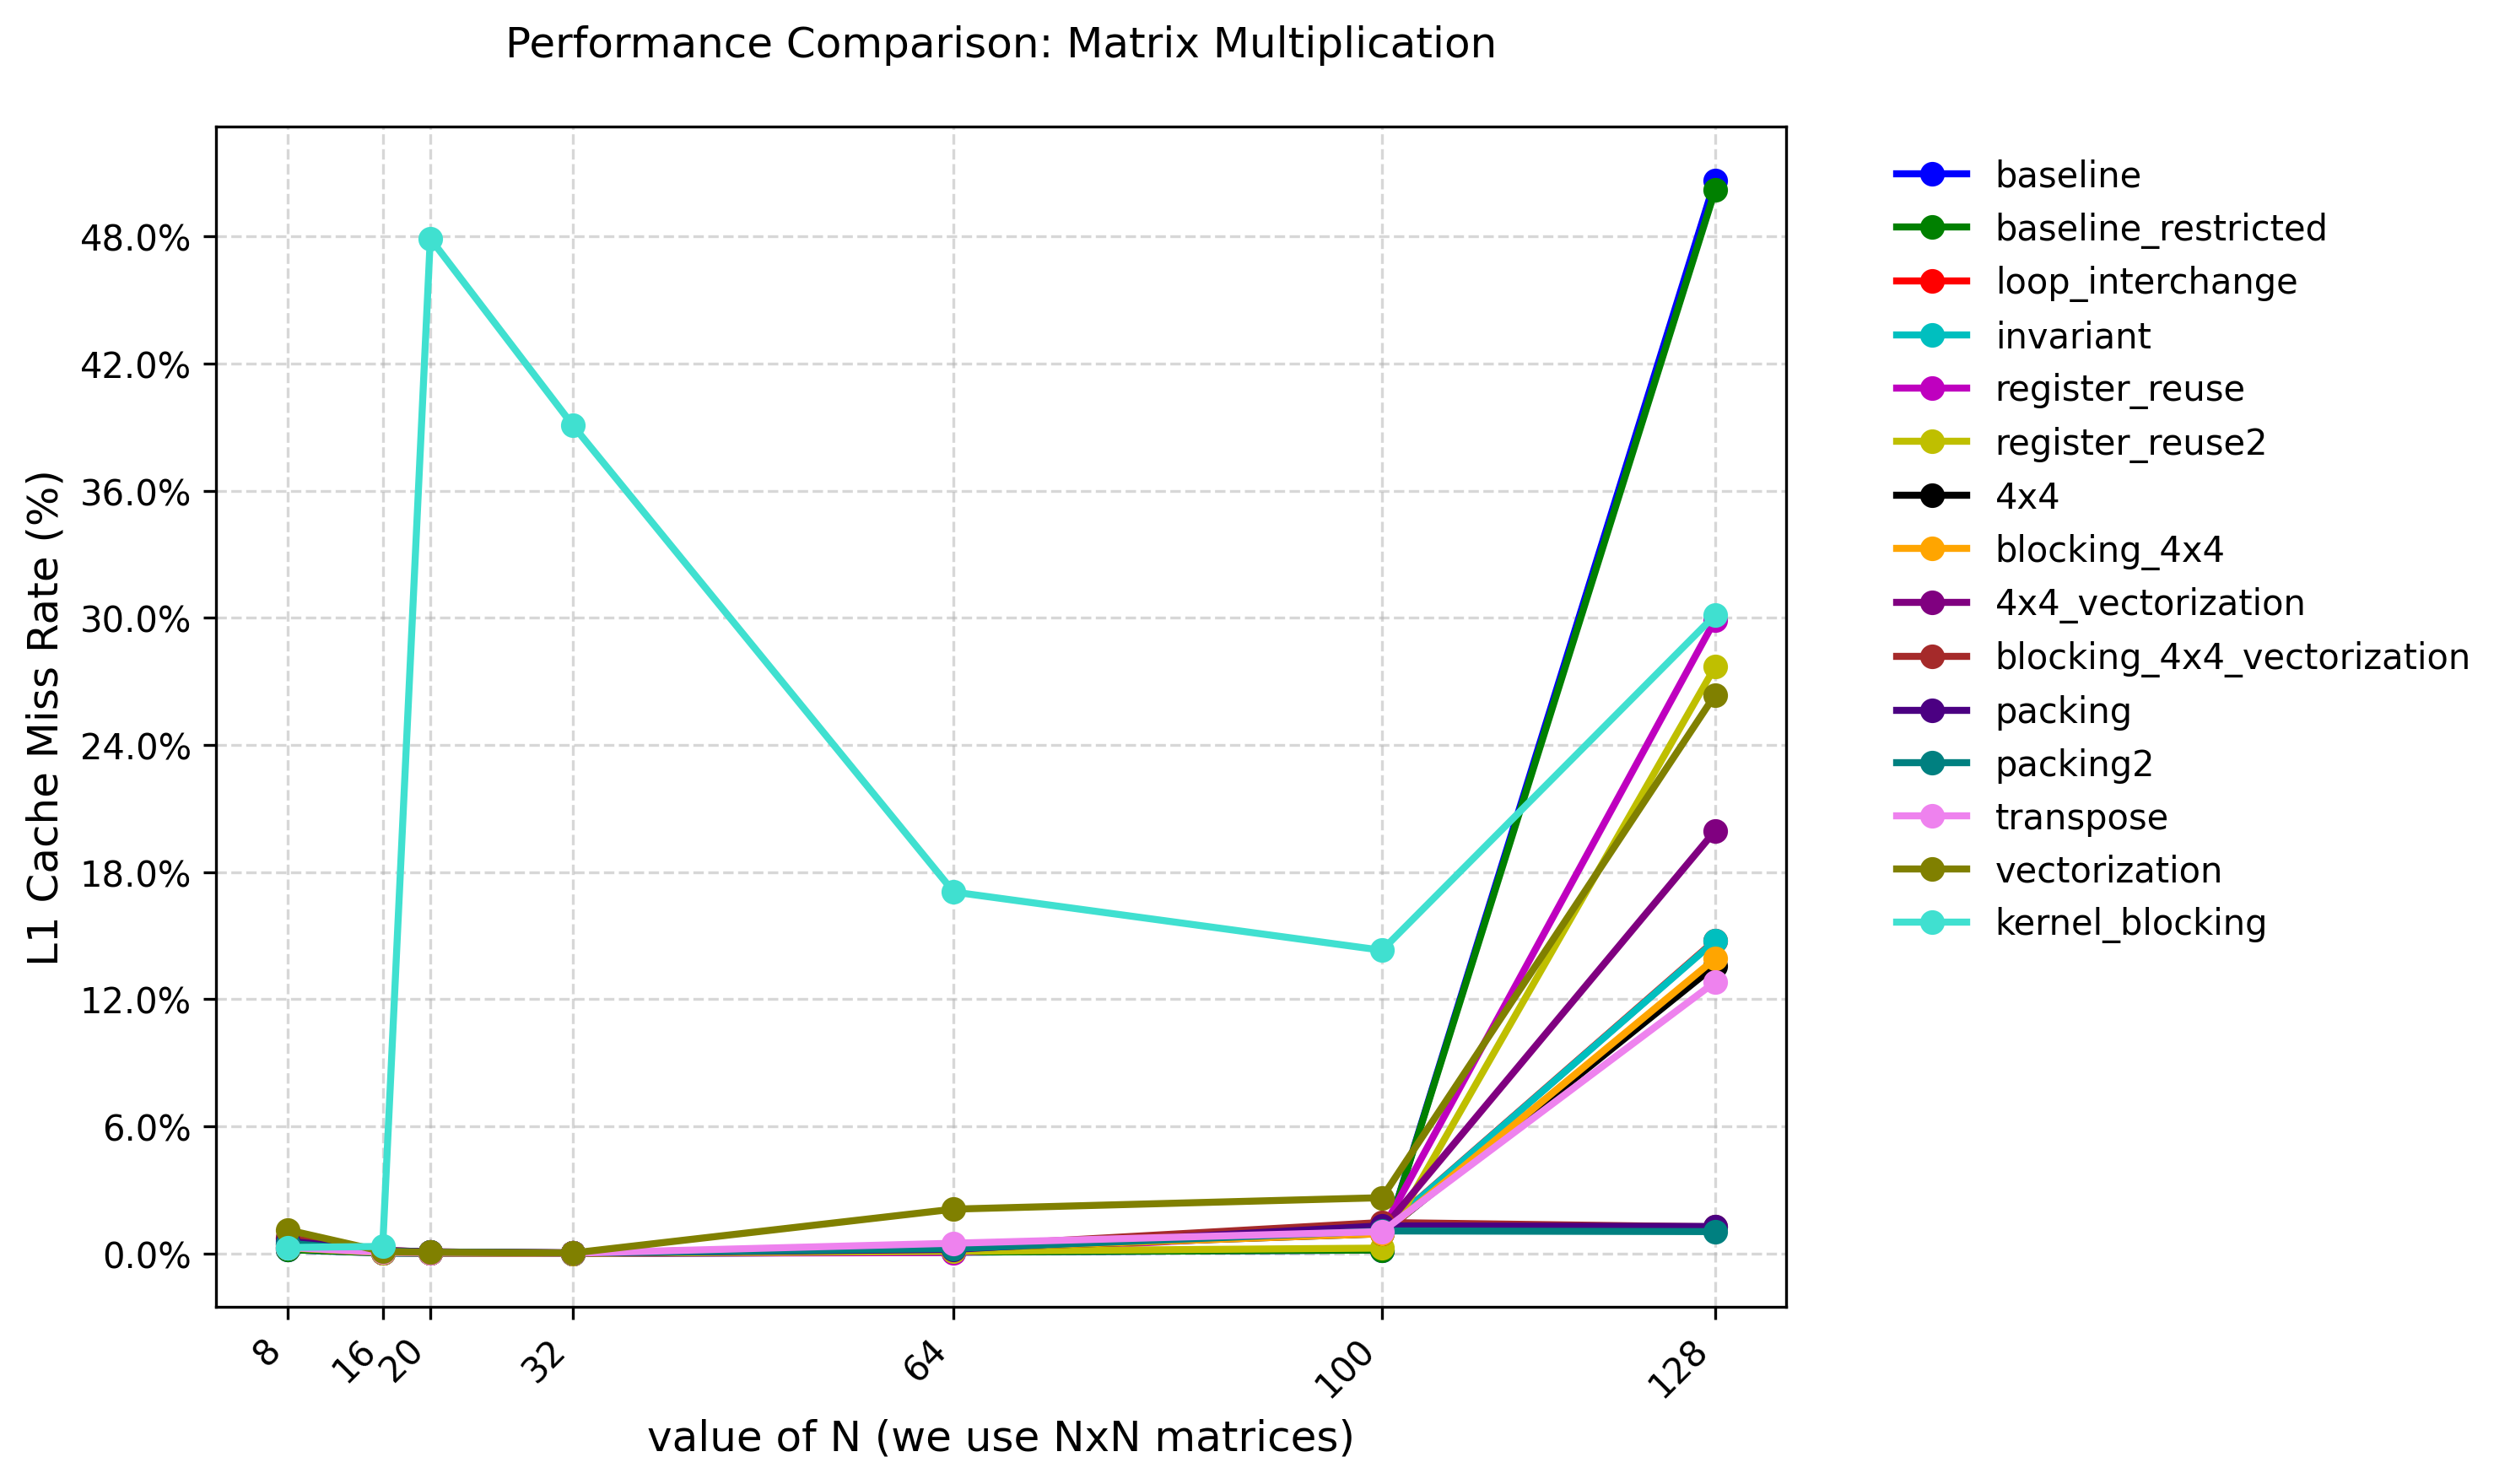 Performance Comparison: Matrix Multiplication
48.0%
42.0%
36.0%
30.0%
24.0%
18.0%
12.0%
6.0%
0.0%
L1 Cache Miss Rate (%)
8
16
20
32
64
100
128
value of N (we use NxN matrices)
baseline
baseline_restricted
loop_interchange
invariant
register_reuse
register_reuse2
4x4
blocking_4x4
4x4_vectorization
blocking_4x4_vectorization
packing
packing2
transpose
vectorization
kernel_blocking